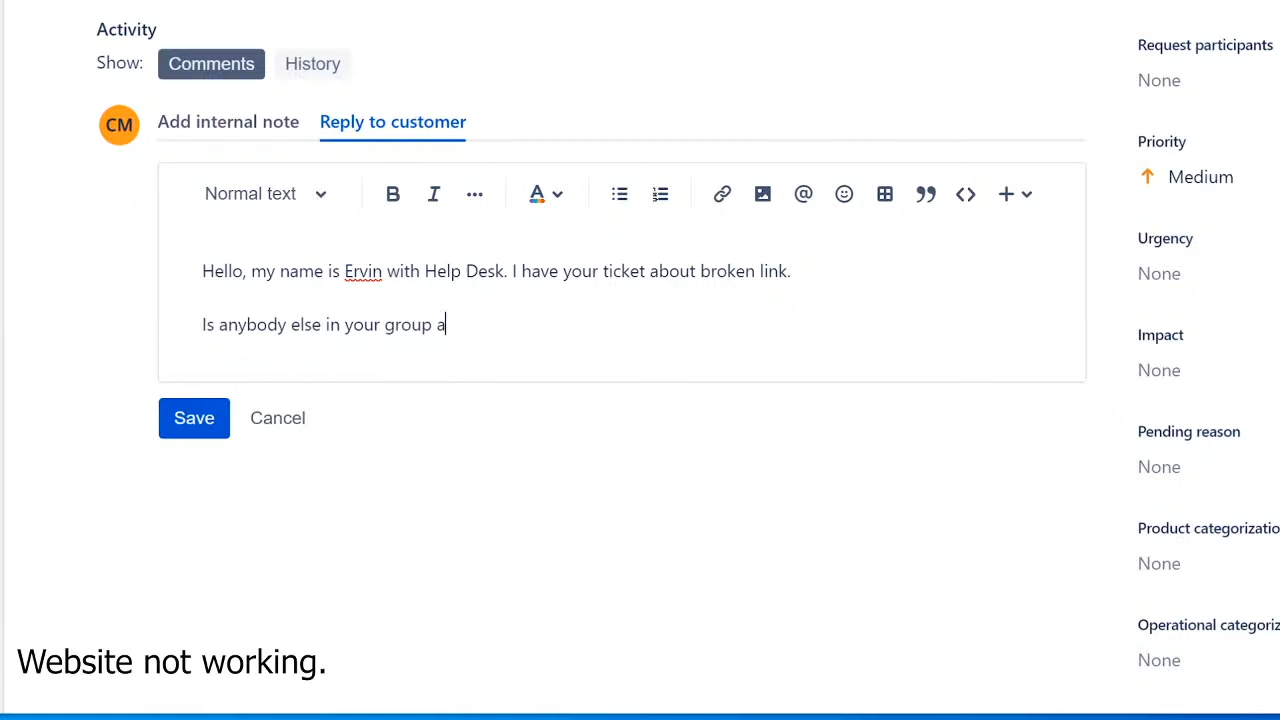 Activity
Show: Comments History
CM Add internal note Reply to customer
Normal text B I ••• A
Hello, my name is Ervin with Help Desk. I have your ticket about broken link.
Is anybody else in your group a
Save Cancel
Request participants
None
Priority
Medium
Urgency
None
Impact
None
Pending reason
None
Product categorizatio
None
Operational categoriz
None
Website not working.